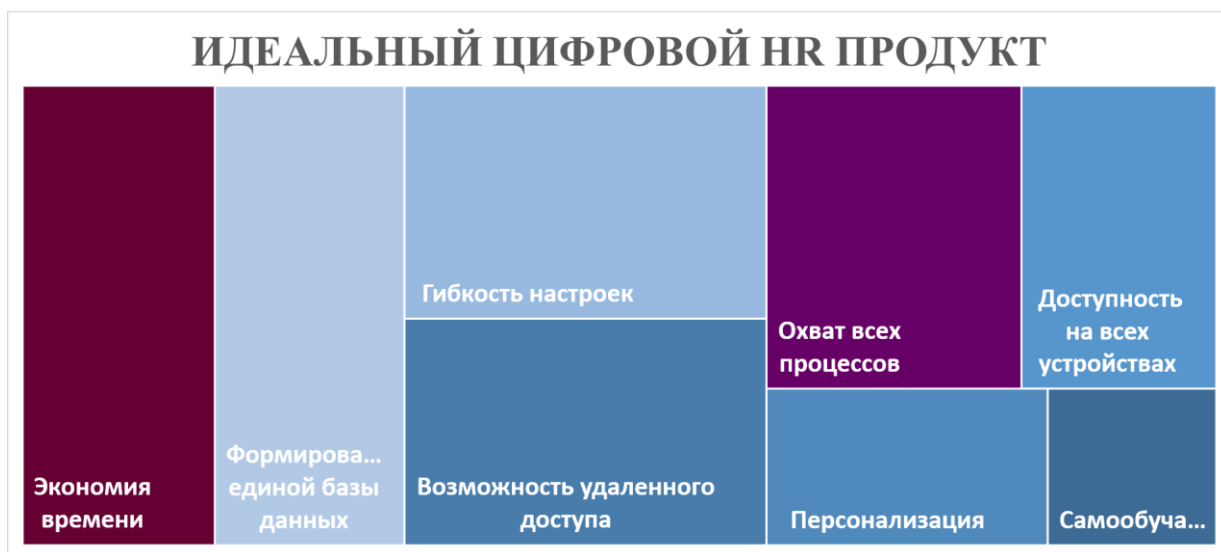 ИДЕАЛЬНЫЙ ЦИФРОВОЙ HR ПРОДУКТ
Экономия
времени
Формирова...
единой базы
данных
Гибкость настроек
Возможность удаленного
доступа
Охват всех
процессов
Доступность
на всех
устройствах
Персонализация
Самообуча...